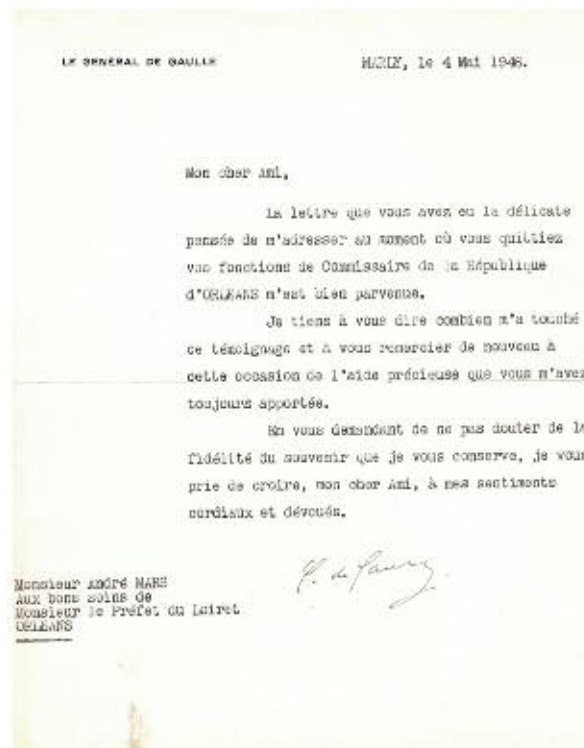 LE GÉNÉRAL DE GAULLE
MARLY, le 4 Mai 1946.
Mon cher Ami,
La lettre que vous avez eu la délicate
pensée de m'adresser au moment où vous quittiez
vos fonctions de Commissaire de la République
d'ORLEANS m'est bien parvenue.
Je tiens à vous dire combien m'a touché
ce témoignage et à vous remercier de nouveau à
cette occasion de l'aide précieuse que vous m'avez
toujours apportée.
En vous demandant de ne pas douter de la
fidélité du souvenir que je vous conserve, je vous
prie de croire, mon cher Ami, à mes sentiments
cordiaux et dévoués.
C. de Gaulle.
Monsieur André MARS
Aux bons soins de
Monsieur le Préfet du Loiret
ORLEANS